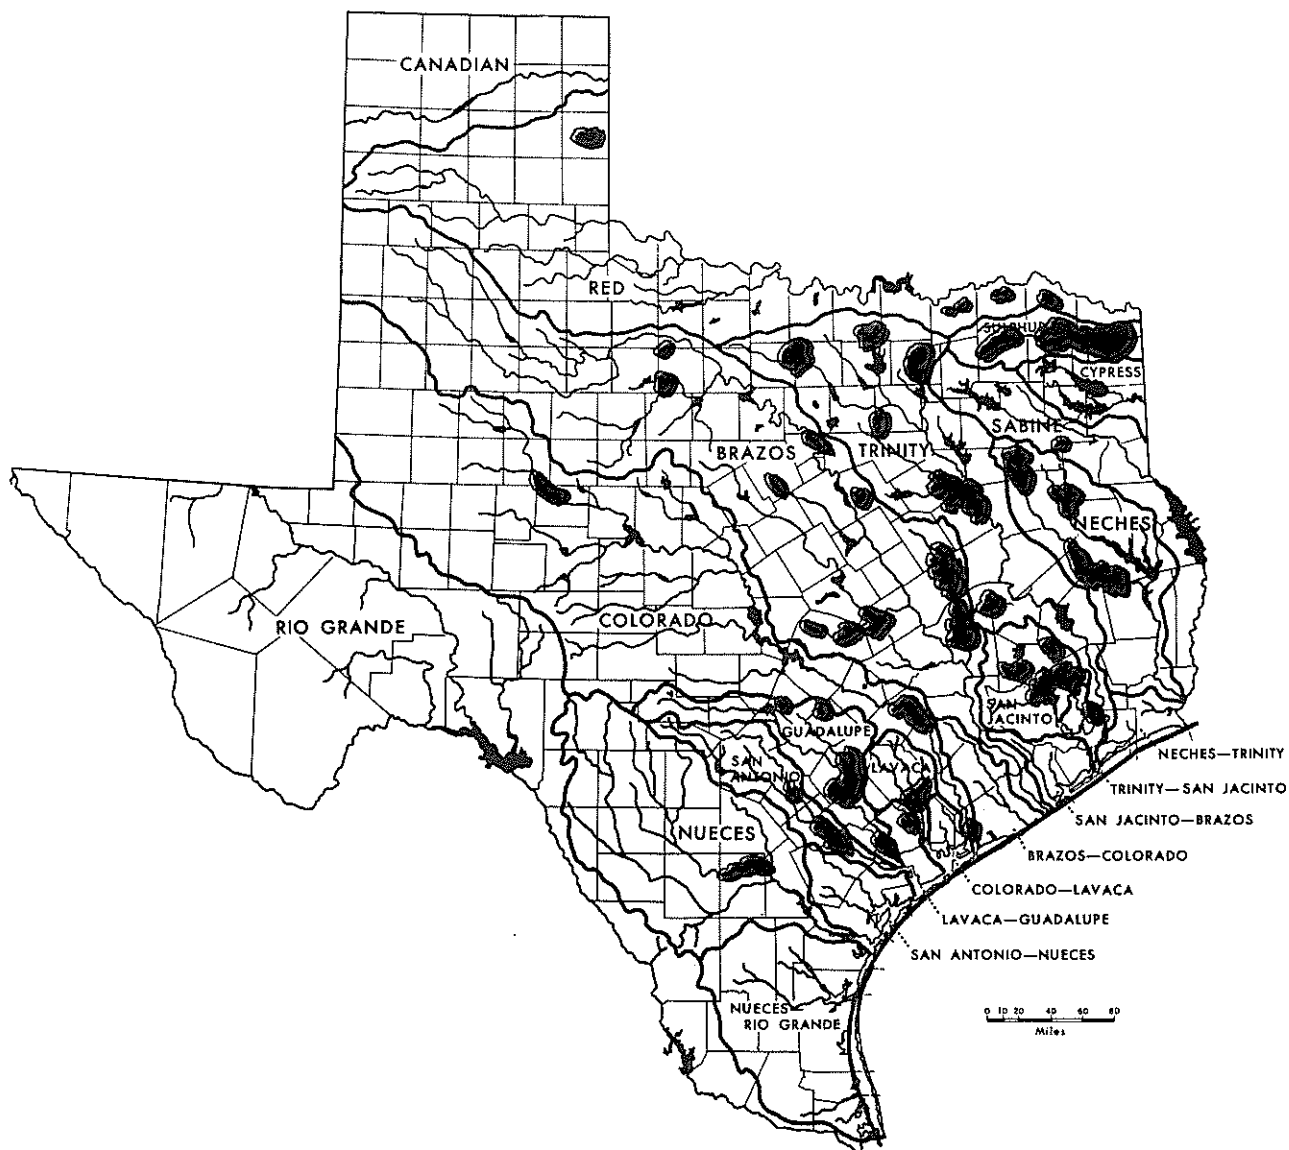 CANADIAN
RED
SULPHUR
CYPRESS
SABINE
BRAZOS
TRINITY
NECHES
RIO GRANDE
COLORADO
SAN
JACINTO
GUADALUPE
SAN
ANTONIO
LAVACA
NECHES—TRINITY
TRINITY—SAN JACINTO
SAN JACINTO—BRAZOS
NUECES
BRAZOS—COLORADO
COLORADO—LAVACA
LAVACA—GUADALUPE
SAN ANTONIO—NUECES
NUECES—
RIO GRANDE
0 10 20 40 60 80
Miles